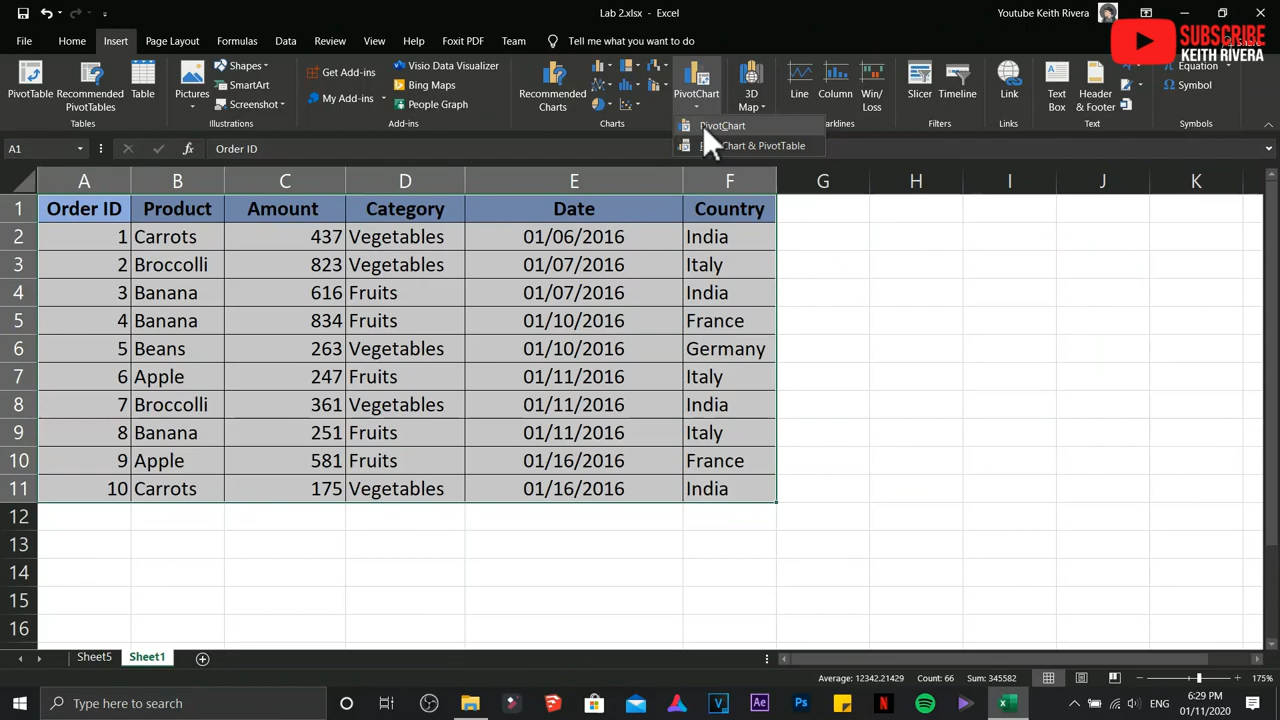 Lab 2.xlsx - Excel
Youtube Keith Rivera
SUBSCRIBE
KEITH RIVERA
File Home Insert Page Layout Formulas Data Review View Help Foxit PDF Team Tell me what you want to do
PivotTable
Recommended PivotTables
Table
Tables
Pictures
Shapes
SmartArt
Screenshot
Illustrations
Get Add-ins
My Add-ins
Visio Data Visualizer
Bing Maps
People Graph
Add-ins
Recommended Charts
Charts
PivotChart
3D Map
Line
Column
Win/Loss
Slicer
Timeline
Filters
Link
Links
Text Box
Header & Footer
Text
Equation
Symbol
Symbols
PivotChart
Chart & PivotTable
A1
Order ID
A B C D E F G H I J K
1 Order ID Product Amount Category Date Country
2 1 Carrots 437 Vegetables 01/06/2016 India
3 2 Broccolli 823 Vegetables 01/07/2016 Italy
4 3 Banana 616 Fruits 01/07/2016 India
5 4 Banana 834 Fruits 01/10/2016 France
6 5 Beans 263 Vegetables 01/10/2016 Germany
7 6 Apple 247 Fruits 01/11/2016 Italy
8 7 Broccolli 361 Vegetables 01/11/2016 India
9 8 Banana 251 Fruits 01/11/2016 Italy
10 9 Apple 581 Fruits 01/16/2016 France
11 10 Carrots 175 Vegetables 01/16/2016 India
12
13
14
15
16
Sheet5 Sheet1
Average: 12342.21429 Count: 66 Sum: 345582
175%
Type here to search
ENG
6:29 PM
01/11/2020